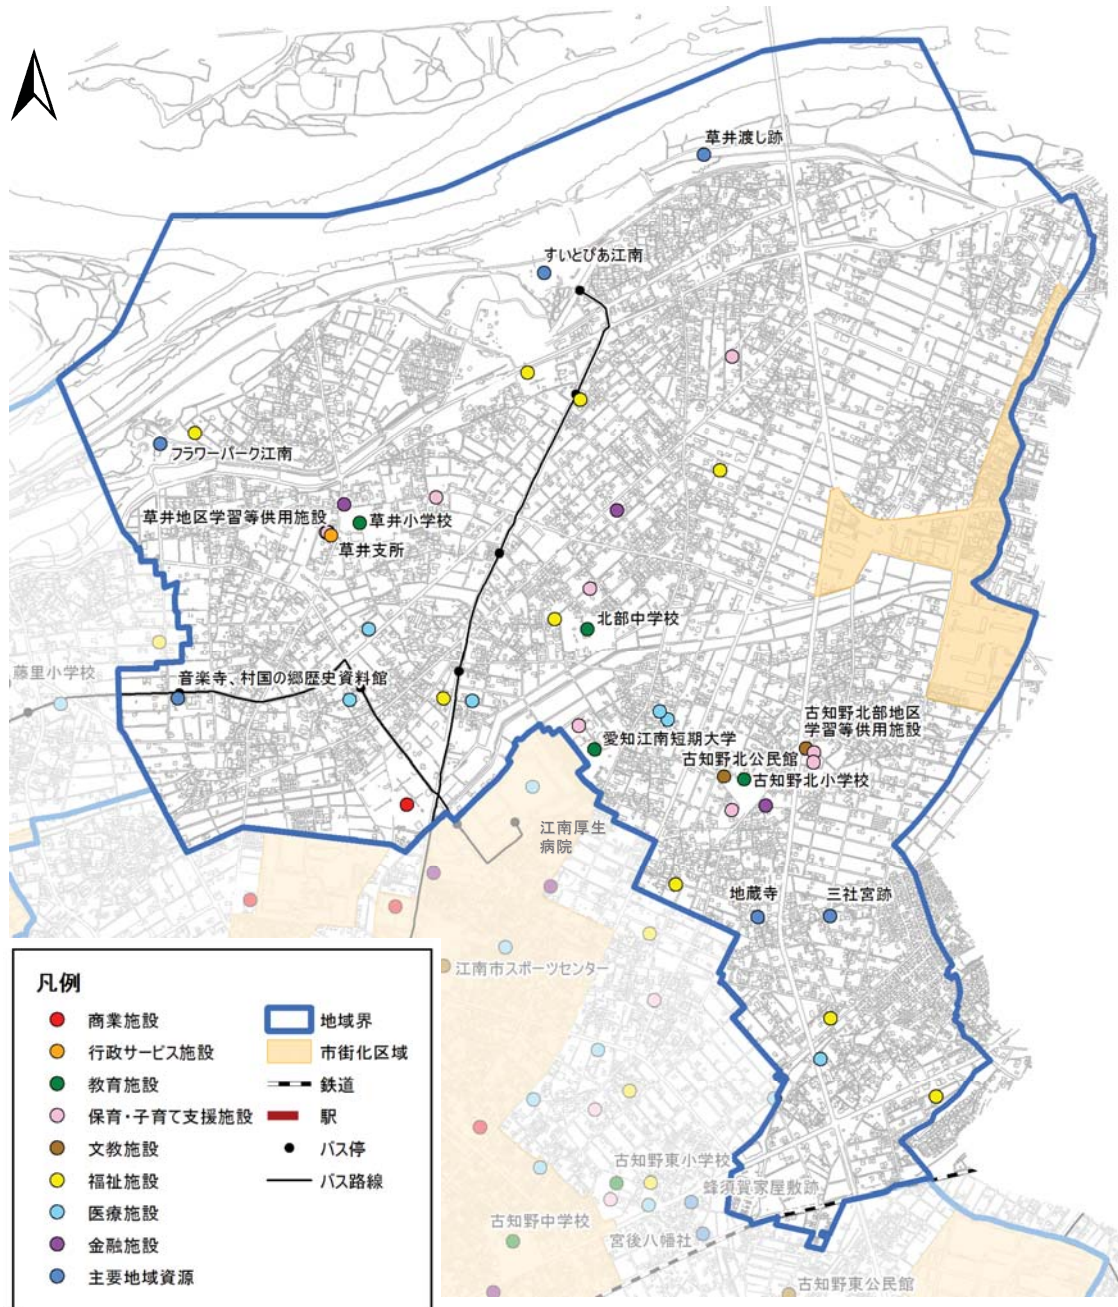 草井渡し跡
すいとぴあ江南
フラワーパーク江南
草井地区学習等供用施設
草井小学校
草井支所
北部中学校
藤里小学校
音楽寺、村国の郷歴史資料館
古知野北部地区
学習等供用施設
愛知江南短期大学
古知野北公民館
古知野北小学校
江南厚生
病院
地蔵寺
三社宮跡
江南市スポーツセンター
古知野東小学校
蜂須賀家屋敷跡
古知野中学校
宮後八幡社
古知野東公民館
凡例
商業施設
行政サービス施設
教育施設
保育・子育て支援施設
文教施設
福祉施設
医療施設
金融施設
主要地域資源
地域界
市街化区域
鉄道
駅
バス停
バス路線